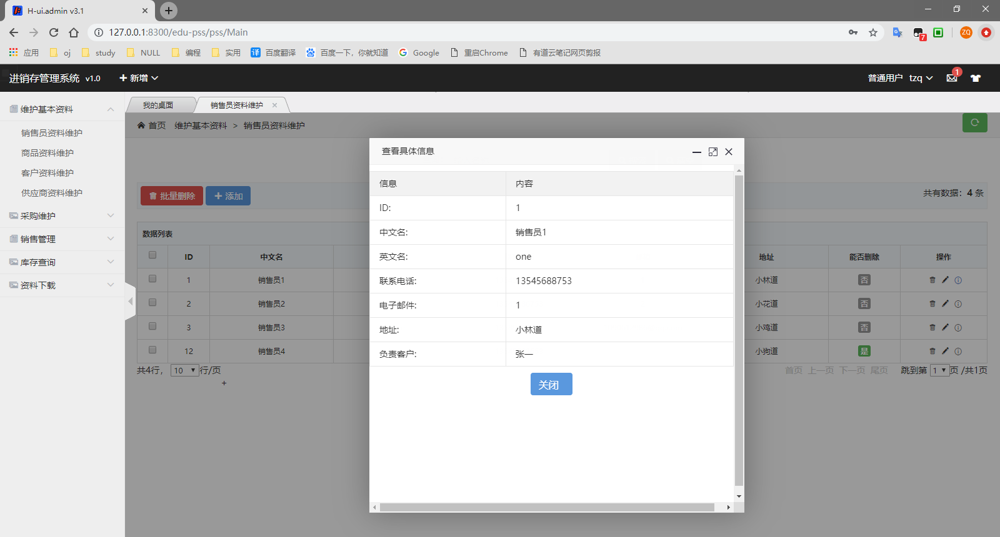 H-ui.admin v3.1
127.0.0.1:8300/edu-pss/pss/Main
7
ZQ
应用 oj study NULL 编程 实用 译 百度翻译 百度一下，你就知道 Google 重启Chrome 有道云笔记网页剪报
进销存管理系统 v1.0 新增 普通用户 tzq 1
维护基本资料
销售员资料维护
商品资料维护
客户资料维护
供应商资料维护
采购维护
销售管理
库存查询
资料下载
我的桌面 销售员资料维护
首页 维护基本资料 > 销售员资料维护
批量删除 添加 共有数据：4 条
数据列表
ID 中文名 地址 能否删除 操作
1 销售员1 小林道 否
2 销售员2 小花道 否
3 销售员3 小鸡道 否
12 销售员4 小狗道 是
共4行， 10 行/页 首页 上一页 下一页 尾页 跳到第 1 页 /共1页
+
查看具体信息
信息 内容
ID: 1
中文名: 销售员1
英文名: one
联系电话: 13545688753
电子邮件: 1
地址: 小林道
负责客户: 张一
关闭